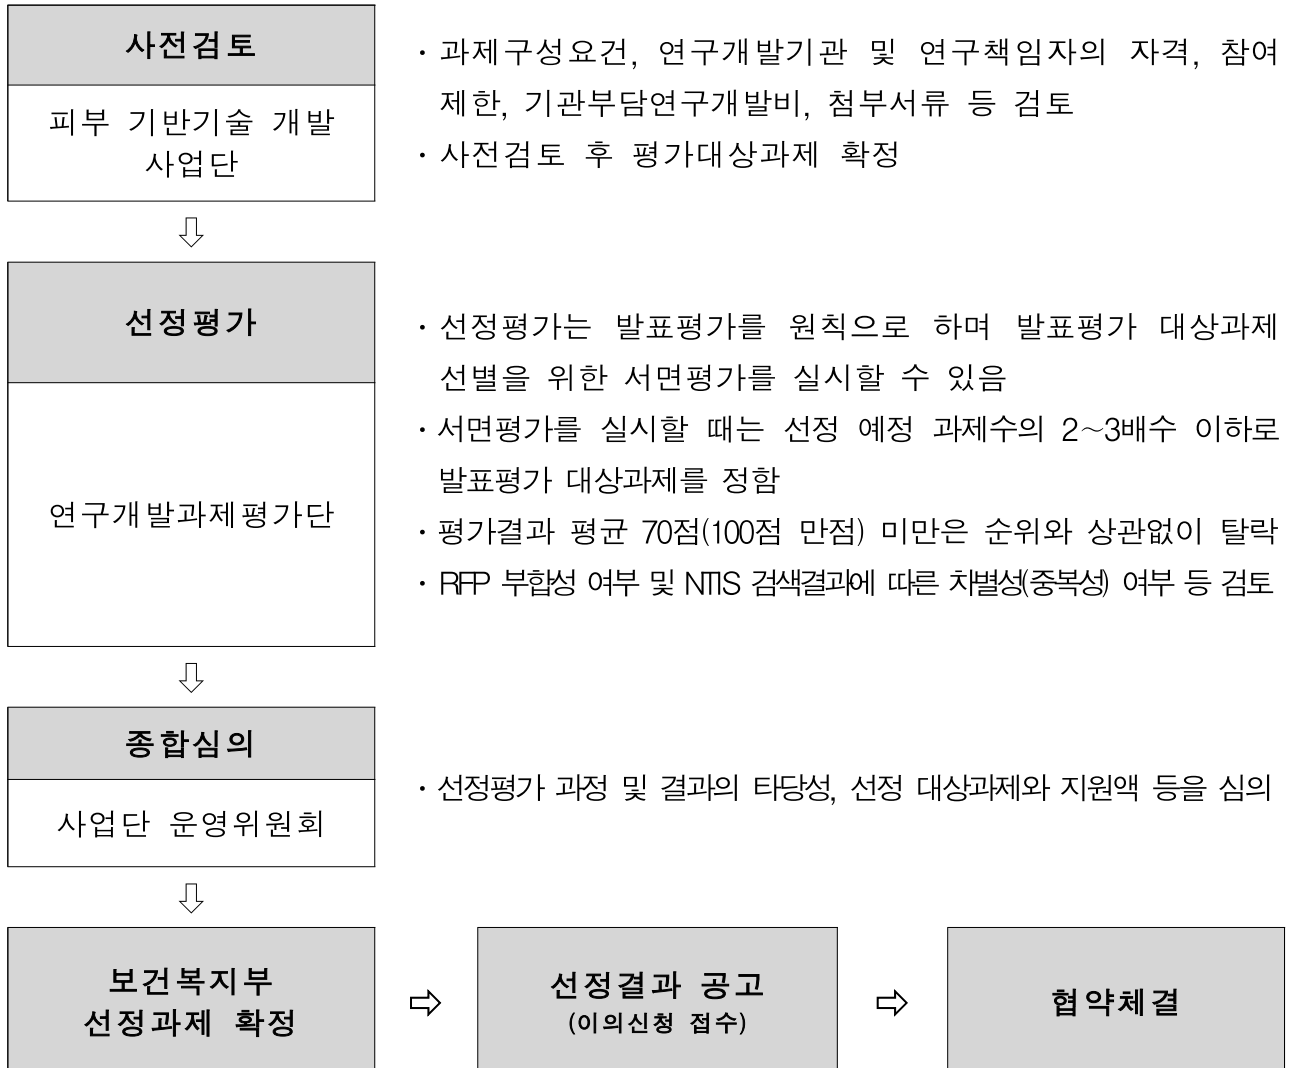 사전검토
피부 기반기술 개발
사업단
· 과제구성요건, 연구개발기관 및 연구책임자의 자격, 참여
제한, 기관부담연구개발비, 첨부서류 등 검토
· 사전검토 후 평가대상과제 확정
⇩
선정평가
연구개발과제평가단
· 선정평가는 발표평가를 원칙으로 하며 발표평가 대상과제
선별을 위한 서면평가를 실시할 수 있음
· 서면평가를 실시할 때는 선정 예정 과제수의 2~3배수 이하로
발표평가 대상과제를 정함
· 평가결과 평균 70점(100점 만점) 미만은 순위와 상관없이 탈락
· RFP 부합성 여부 및 NTIS 검색결과에 따른 차별성(중복성) 여부 등 검토
⇩
종합심의
사업단 운영위원회
· 선정평가 과정 및 결과의 타당성, 선정 대상과제와 지원액 등을 심의
⇩
보건복지부
선정과제 확정
⇨
선정결과 공고
(이의신청 접수)
⇨
협약체결